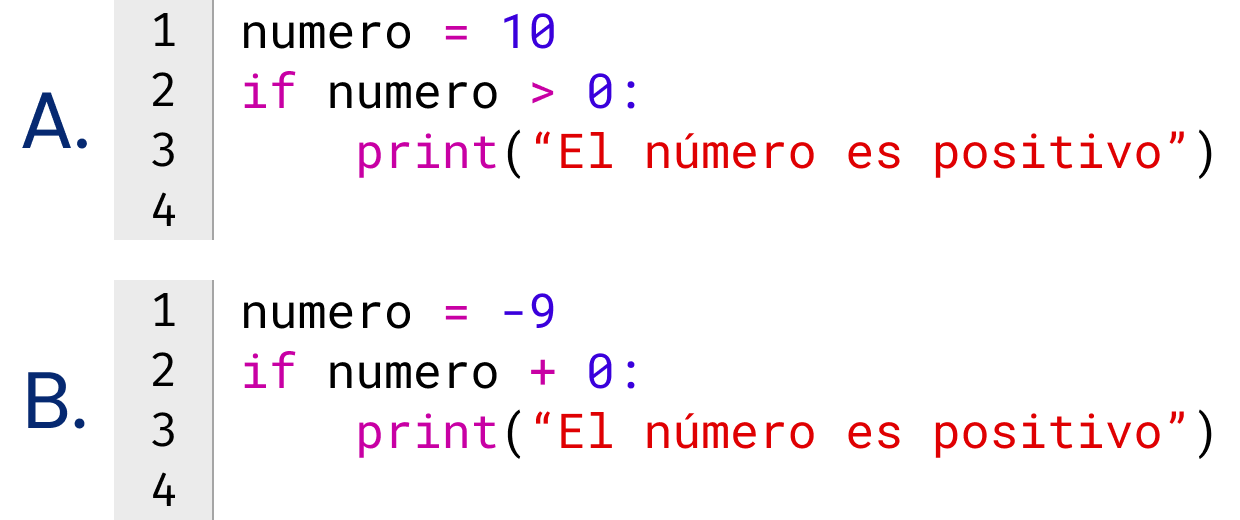 A.
1 numero = 10
2 if numero > 0:
3     print(“El número es positivo”)
4
B.
1 numero = -9
2 if numero + 0:
3     print(“El número es positivo”)
4